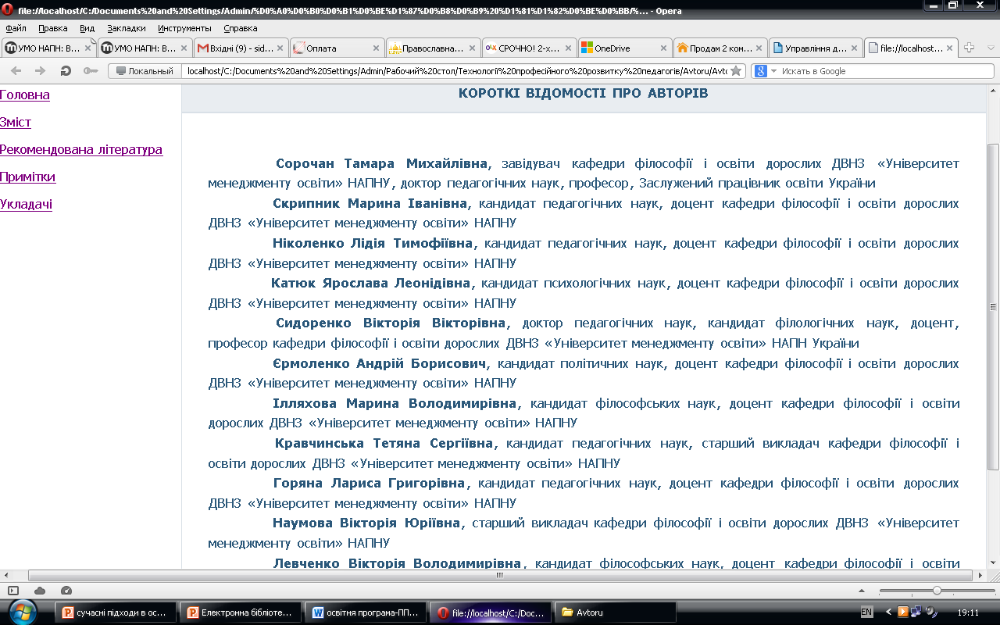 file://localhost/C:/Documents%20and%20Settings/Admin/%D0%A0%D0%B0%D0%B1%D0%BE%D1%87%D0%B8%D0%B9%20%D1%81%D1%82%D0%BE%D0%BB/%... - Opera
Файл Правка Вид Закладки Инструменты Справка
УМО НАПН: В... УМО НАПН: В... Вхідні (9) - sid... Оплата Православна... СРОЧНО! 2-х... OneDrive Продам 2 ком... Управління д... file://localhost...
Локальный localhost/C:/Documents%20and%20Settings/Admin/Рабочий%20стол/Технології%20професійного%20розвитку%20педагогів/Avtoru/Avto Искать в Google
Головна
Зміст
Рекомендована література
Примітки
Укладачі
КОРОТКІ ВІДОМОСТІ ПРО АВТОРІВ
Сорочан Тамара Михайлівна, завідувач кафедри філософії і освіти дорослих ДВНЗ «Університет
менеджменту освіти» НАПНУ, доктор педагогічних наук, професор, Заслужений працівник освіти України
Скрипник Марина Іванівна, кандидат педагогічних наук, доцент кафедри філософії і освіти дорослих
ДВНЗ «Університет менеджменту освіти» НАПНУ
Ніколенко Лідія Тимофіївна, кандидат педагогічних наук, доцент кафедри філософії і освіти дорослих
ДВНЗ «Університет менеджменту освіти» НАПНУ
Катюк Ярослава Леонідівна, кандидат психологічних наук, доцент кафедри філософії і освіти дорослих
ДВНЗ «Університет менеджменту освіти» НАПНУ
Сидоренко Вікторія Вікторівна, доктор педагогічних наук, кандидат філологічних наук, доцент,
професор кафедри філософії і освіти дорослих ДВНЗ «Університет менеджменту освіти» НАПН України
Єрмоленко Андрій Борисович, кандидат політичних наук, доцент кафедри філософії і освіти дорослих
ДВНЗ «Університет менеджменту освіти» НАПНУ
Ілляхова Марина Володимирівна, кандидат філософських наук, доцент кафедри філософії і освіти
дорослих ДВНЗ «Університет менеджменту освіти» НАПНУ
Кравчинська Тетяна Сергіївна, кандидат педагогічних наук, старший викладач кафедри філософії і
освіти дорослих ДВНЗ «Університет менеджменту освіти» НАПНУ
Горяна Лариса Григорівна, кандидат педагогічних наук, доцент кафедри філософії і освіти дорослих
ДВНЗ «Університет менеджменту освіти» НАПНУ
Наумова Вікторія Юріївна, старший викладач кафедри філософії і освіти дорослих ДВНЗ «Університет
менеджменту освіти» НАПНУ
Левченко Вікторія Володимирівна, кандидат філософських наук, доцент кафедри філософії і освіти
сучасні підходи в ос... Електронна бібліоте... освітня програма-ПП... file://localhost/C:/Doc... Avtoru EN 19:11